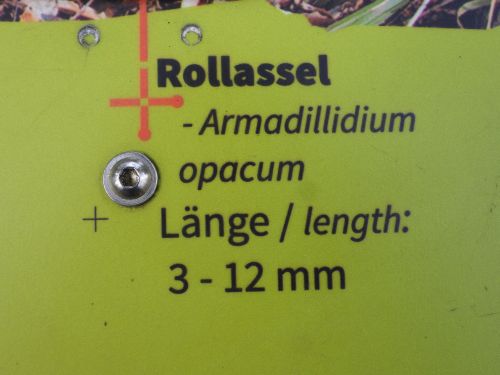 Rollassel
- Armadillidium
opacum
Länge / length:
3 - 12 mm